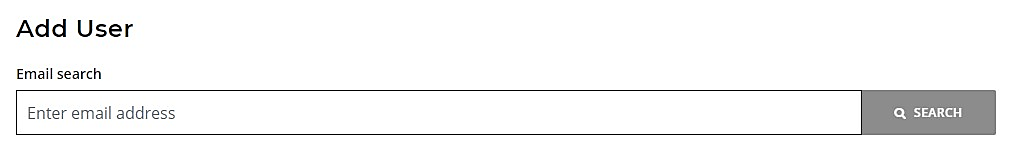 Add User
Email search
Enter email address
SEARCH